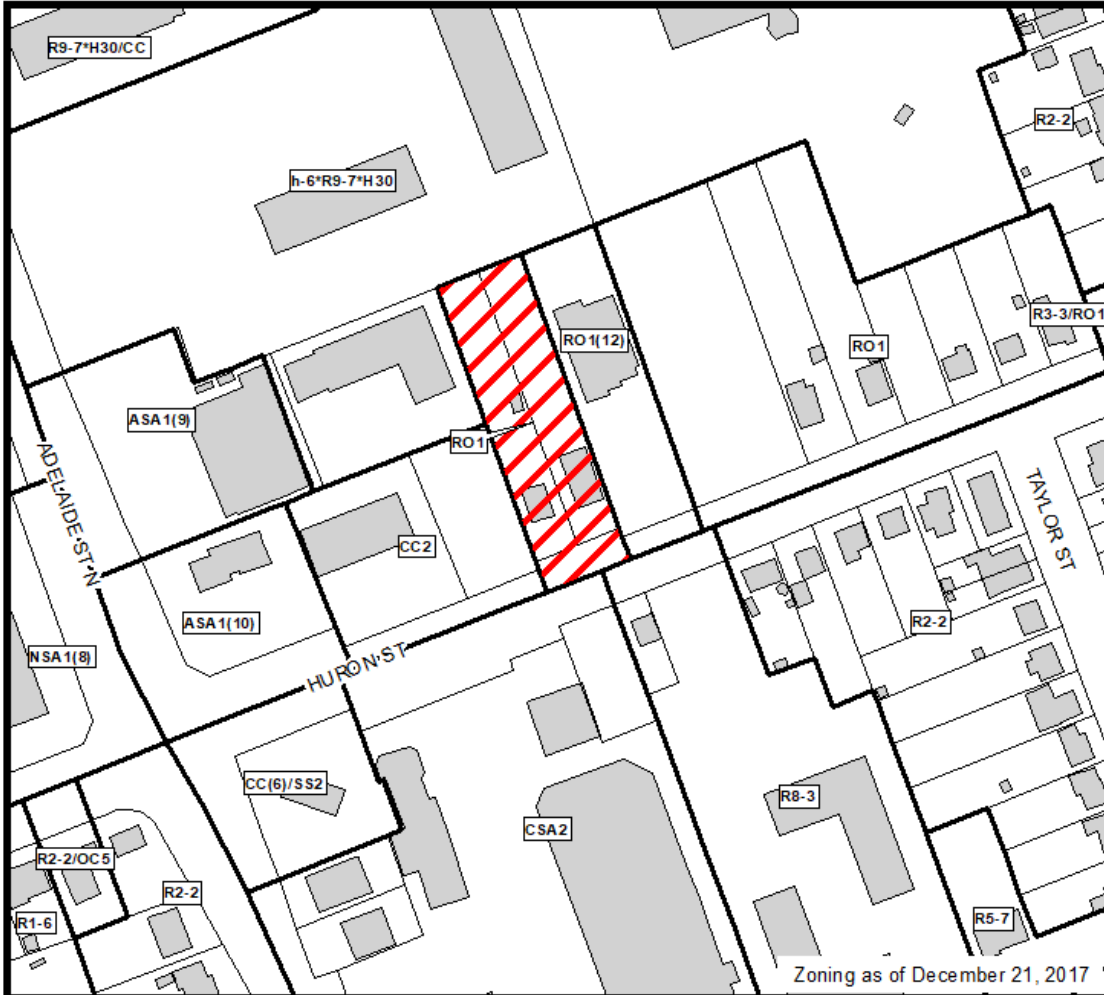 R9-7*H30/CC
R2-2
h-6*R9-7*H30
R3-3/RO1
RO1(12)
RO1
ASA1(9)
RO1
ADELAIDE ST N
TAYLOR ST
CC2
ASA1(10)
R2-2
NSA1(8)
HURON ST
CC(6)/SS2
R8-3
CSA2
R2-2/OC5
R2-2
R1-6
R5-7
Zoning as of December 21, 2017